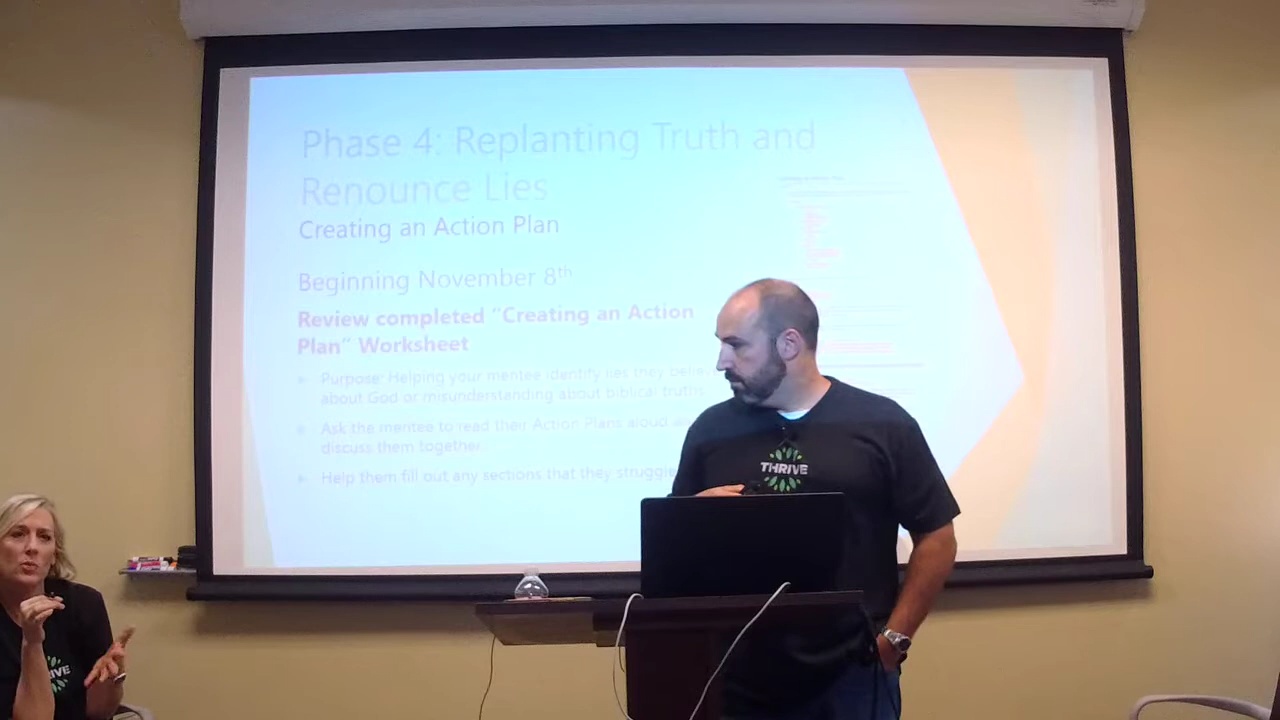 Phase 4: Replanting Truth and
Renounce Lies
Creating an Action Plan
Beginning November 8th
Review completed "Creating an Action
Plan" Worksheet
Purpose: Helping your mentee identify lies they believe
about God or misunderstanding about biblical truths
Ask the mentee to read their Action Plans aloud
discuss them together.
Help them fill out any sections that they struggle
THRIVE
IVE